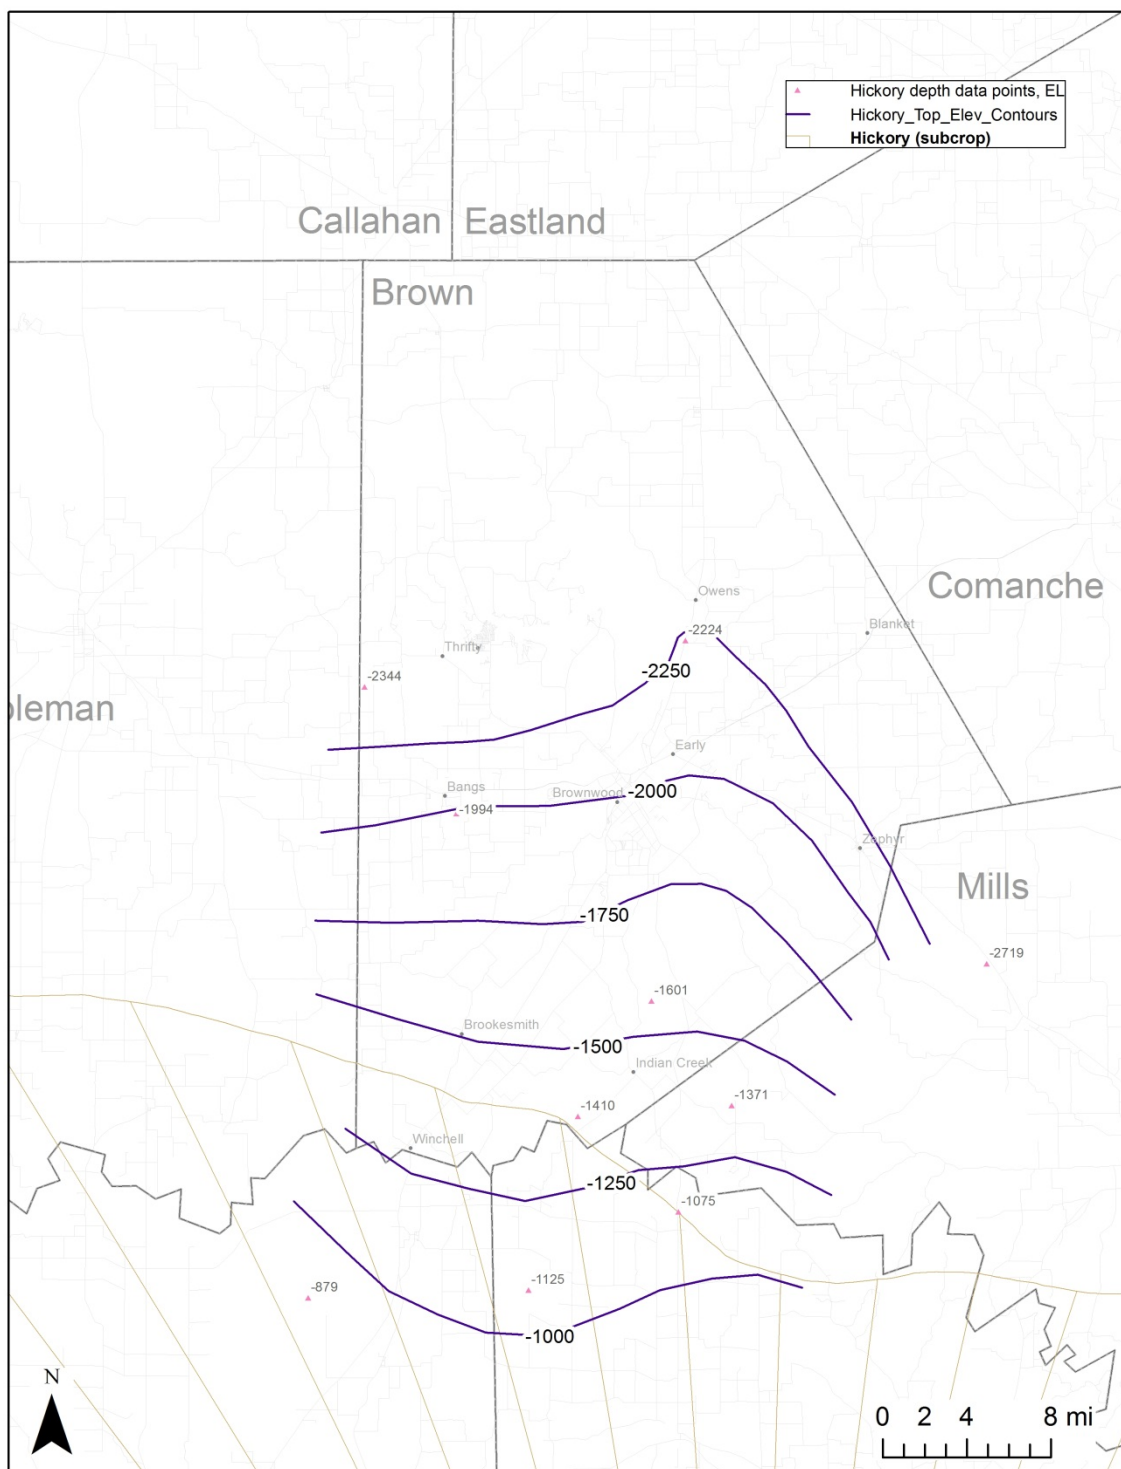 Hickory depth data points, EL
Hickory_Top_Elev_Contours
Hickory (subcrop)
Callahan
Eastland
Brown
Comanche
Owens
Blanket
-2224
Thrifty
-2250
-2344
oleman
Early
Bangs
Brownwood
-2000
-1994
Zephyr
Mills
-1750
-2719
-1601
Brookesmith
-1500
Indian Creek
-1371
-1410
Winchell
-1250
-1075
-1125
-879
-1000
N
0 2 4 8 mi